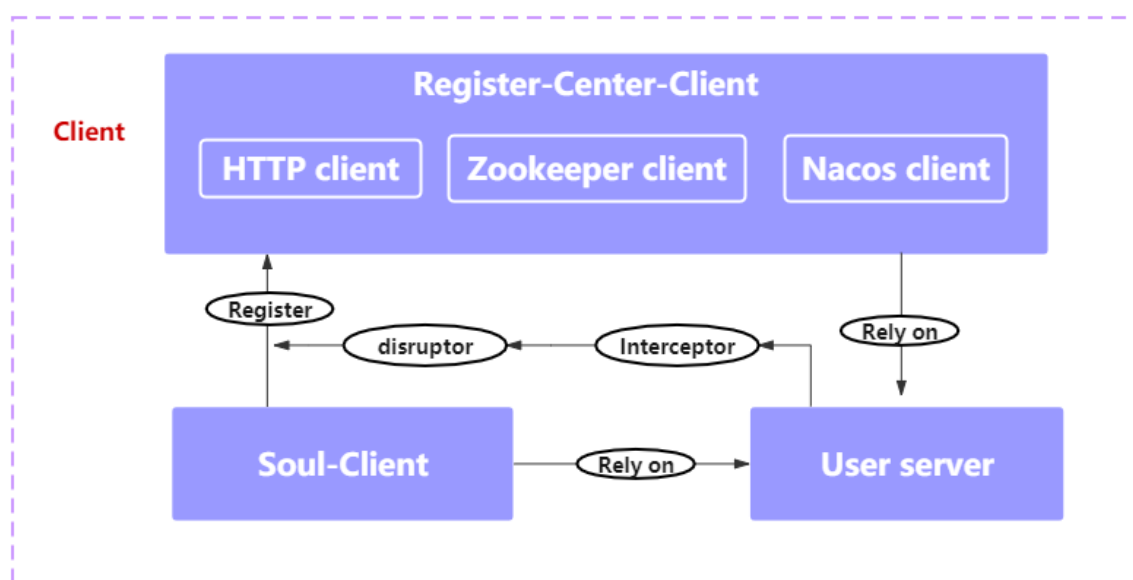 Register-Center-Client
Client
HTTP client
Zookeeper client
Nacos client
Register
Rely on
disruptor
Interceptor
Soul-Client
Rely on
User server